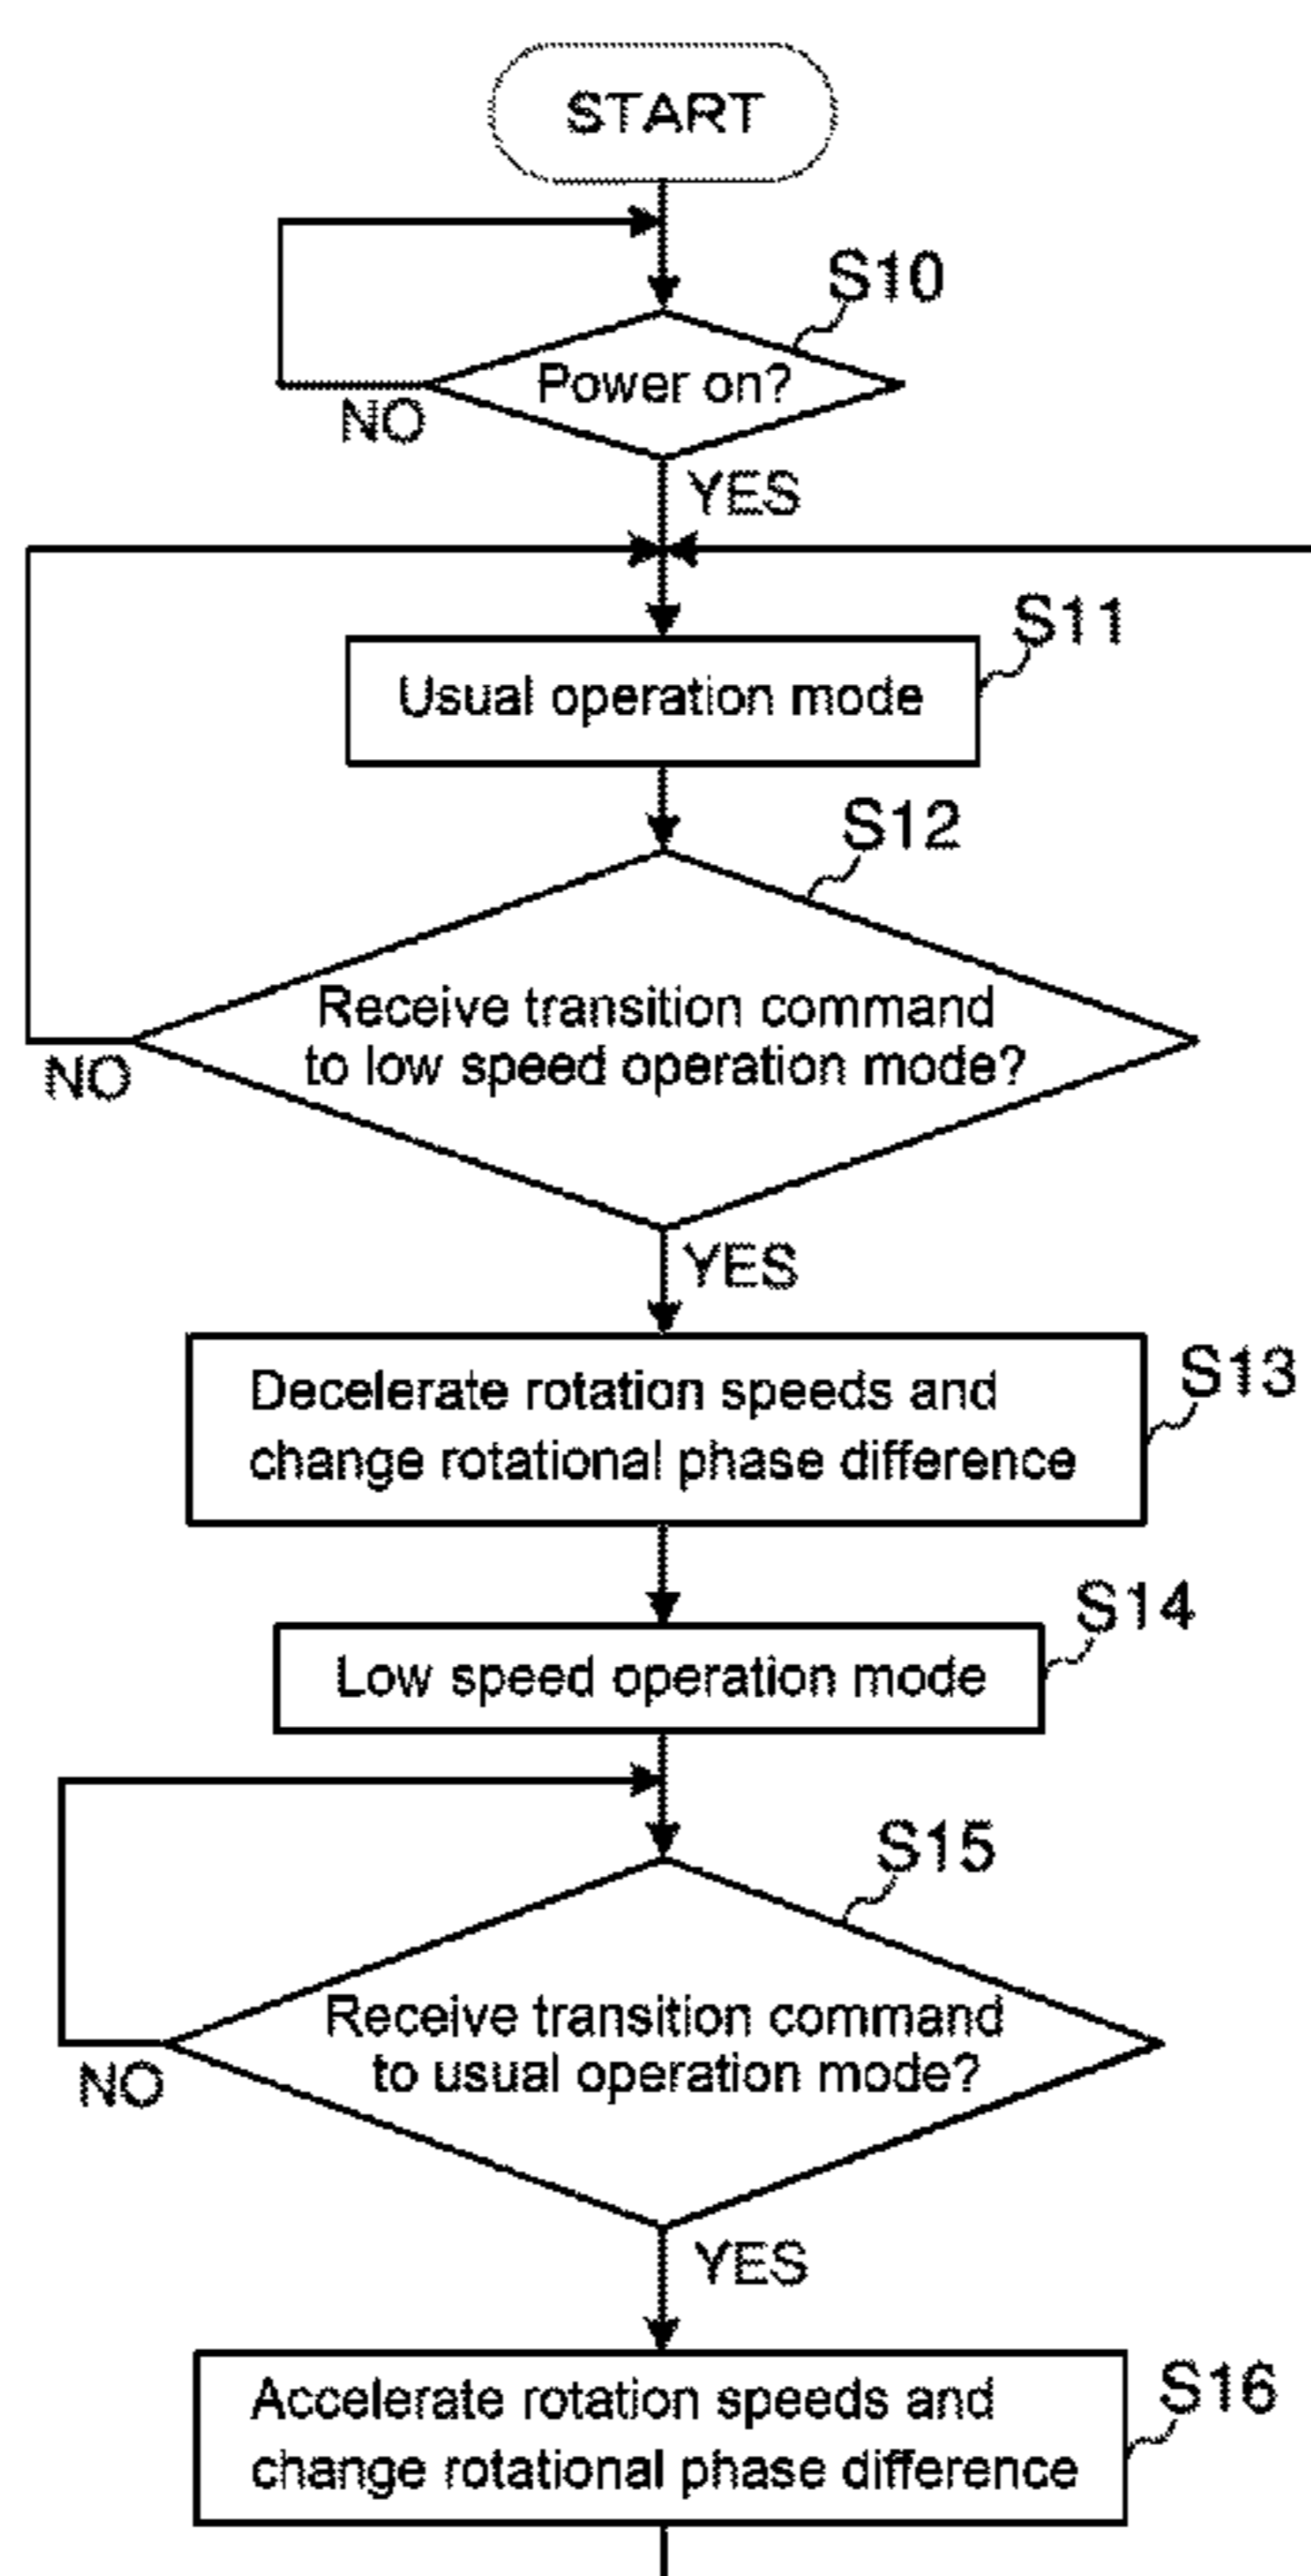 START
S10
Power on?
NO
YES
S11
Usual operation mode
S12
Receive transition command
to low speed operation mode?
NO
YES
S13
Decelerate rotation speeds and
change rotational phase difference
S14
Low speed operation mode
S15
Receive transition command
to usual operation mode?
NO
YES
S16
Accelerate rotation speeds and
change rotational phase difference